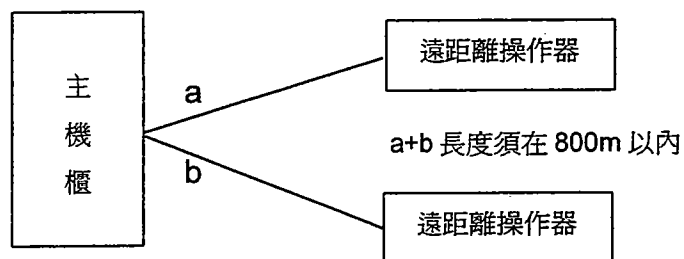 主機櫃
a
遠距離操作器
a+b 長度須在 800m 以內
b
遠距離操作器